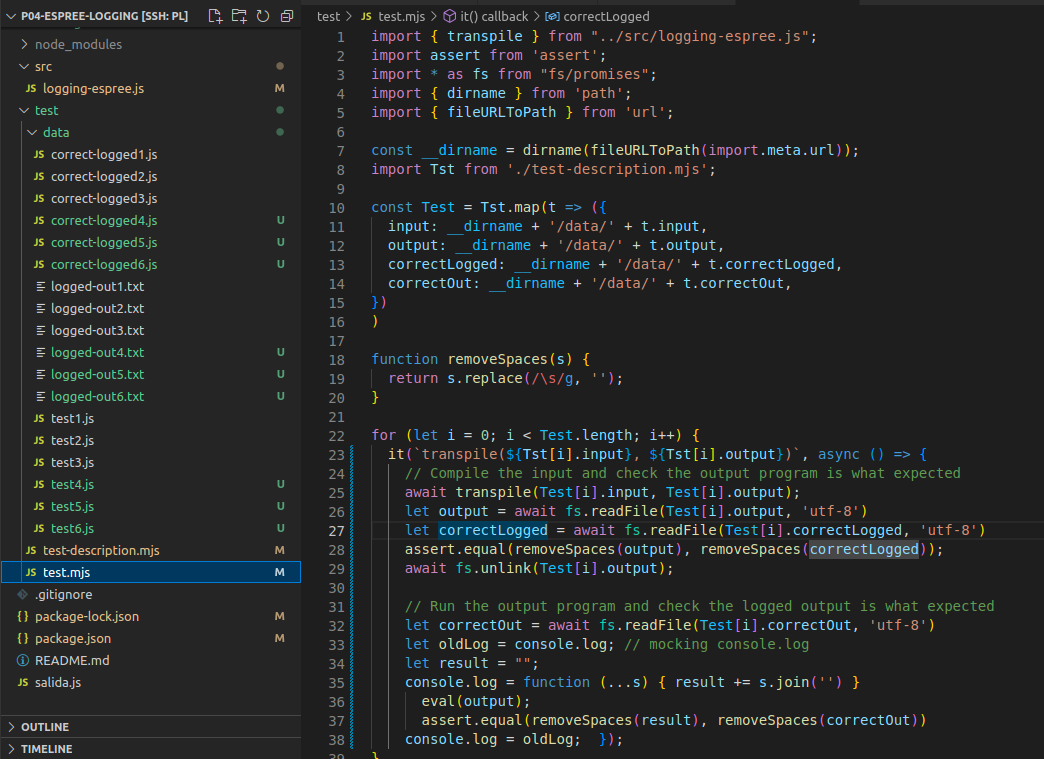 P04-ESPREE-LOGGING [SSH: PL]
node_modules
src
JS logging-espree.js M
test
data
JS correct-logged1.js
JS correct-logged2.js
JS correct-logged3.js
JS correct-logged4.js U
JS correct-logged5.js U
JS correct-logged6.js U
logged-out1.txt
logged-out2.txt
logged-out3.txt
logged-out4.txt U
logged-out5.txt U
logged-out6.txt U
JS test1.js
JS test2.js
JS test3.js
JS test4.js U
JS test5.js U
JS test6.js U
JS test-description.mjs M
JS test.mjs M
.gitignore
{} package-lock.json M
{} package.json M
README.md
JS salida.js
OUTLINE
TIMELINE
test > JS test.mjs > it() callback > correctLogged
1 import { transpile } from "../src/logging-espree.js";
2 import assert from 'assert';
3 import * as fs from "fs/promises";
4 import { dirname } from 'path';
5 import { fileURLToPath } from 'url';
6
7 const __dirname = dirname(fileURLToPath(import.meta.url));
8 import Tst from './test-description.mjs';
9
10 const Test = Tst.map(t => ({
11 input: __dirname + '/data/' + t.input,
12 output: __dirname + '/data/' + t.output,
13 correctLogged: __dirname + '/data/' + t.correctLogged,
14 correctOut: __dirname + '/data/' + t.correctOut,
15 })
16 )
17
18 function removeSpaces(s) {
19 return s.replace(/\s/g, '');
20 }
21
22 for (let i = 0; i < Test.length; i++) {
23 it(`transpile(${Tst[i].input}, ${Tst[i].output})`, async () => {
24 // Compile the input and check the output program is what expected
25 await transpile(Test[i].input, Test[i].output);
26 let output = await fs.readFile(Test[i].output, 'utf-8')
27 let correctLogged = await fs.readFile(Test[i].correctLogged, 'utf-8')
28 assert.equal(removeSpaces(output), removeSpaces(correctLogged));
29 await fs.unlink(Test[i].output);
30
31 // Run the output program and check the logged output is what expected
32 let correctOut = await fs.readFile(Test[i].correctOut, 'utf-8')
33 let oldLog = console.log; // mocking console.log
34 let result = "";
35 console.log = function (...s) { result += s.join('') }
36 eval(output);
37 assert.equal(removeSpaces(result), removeSpaces(correctOut))
38 console.log = oldLog; });
39 }